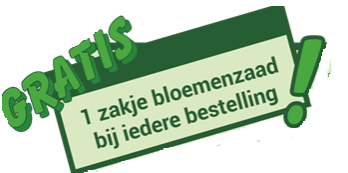 GRATIS
1 zakje bloemenzaad
bij iedere bestelling
!